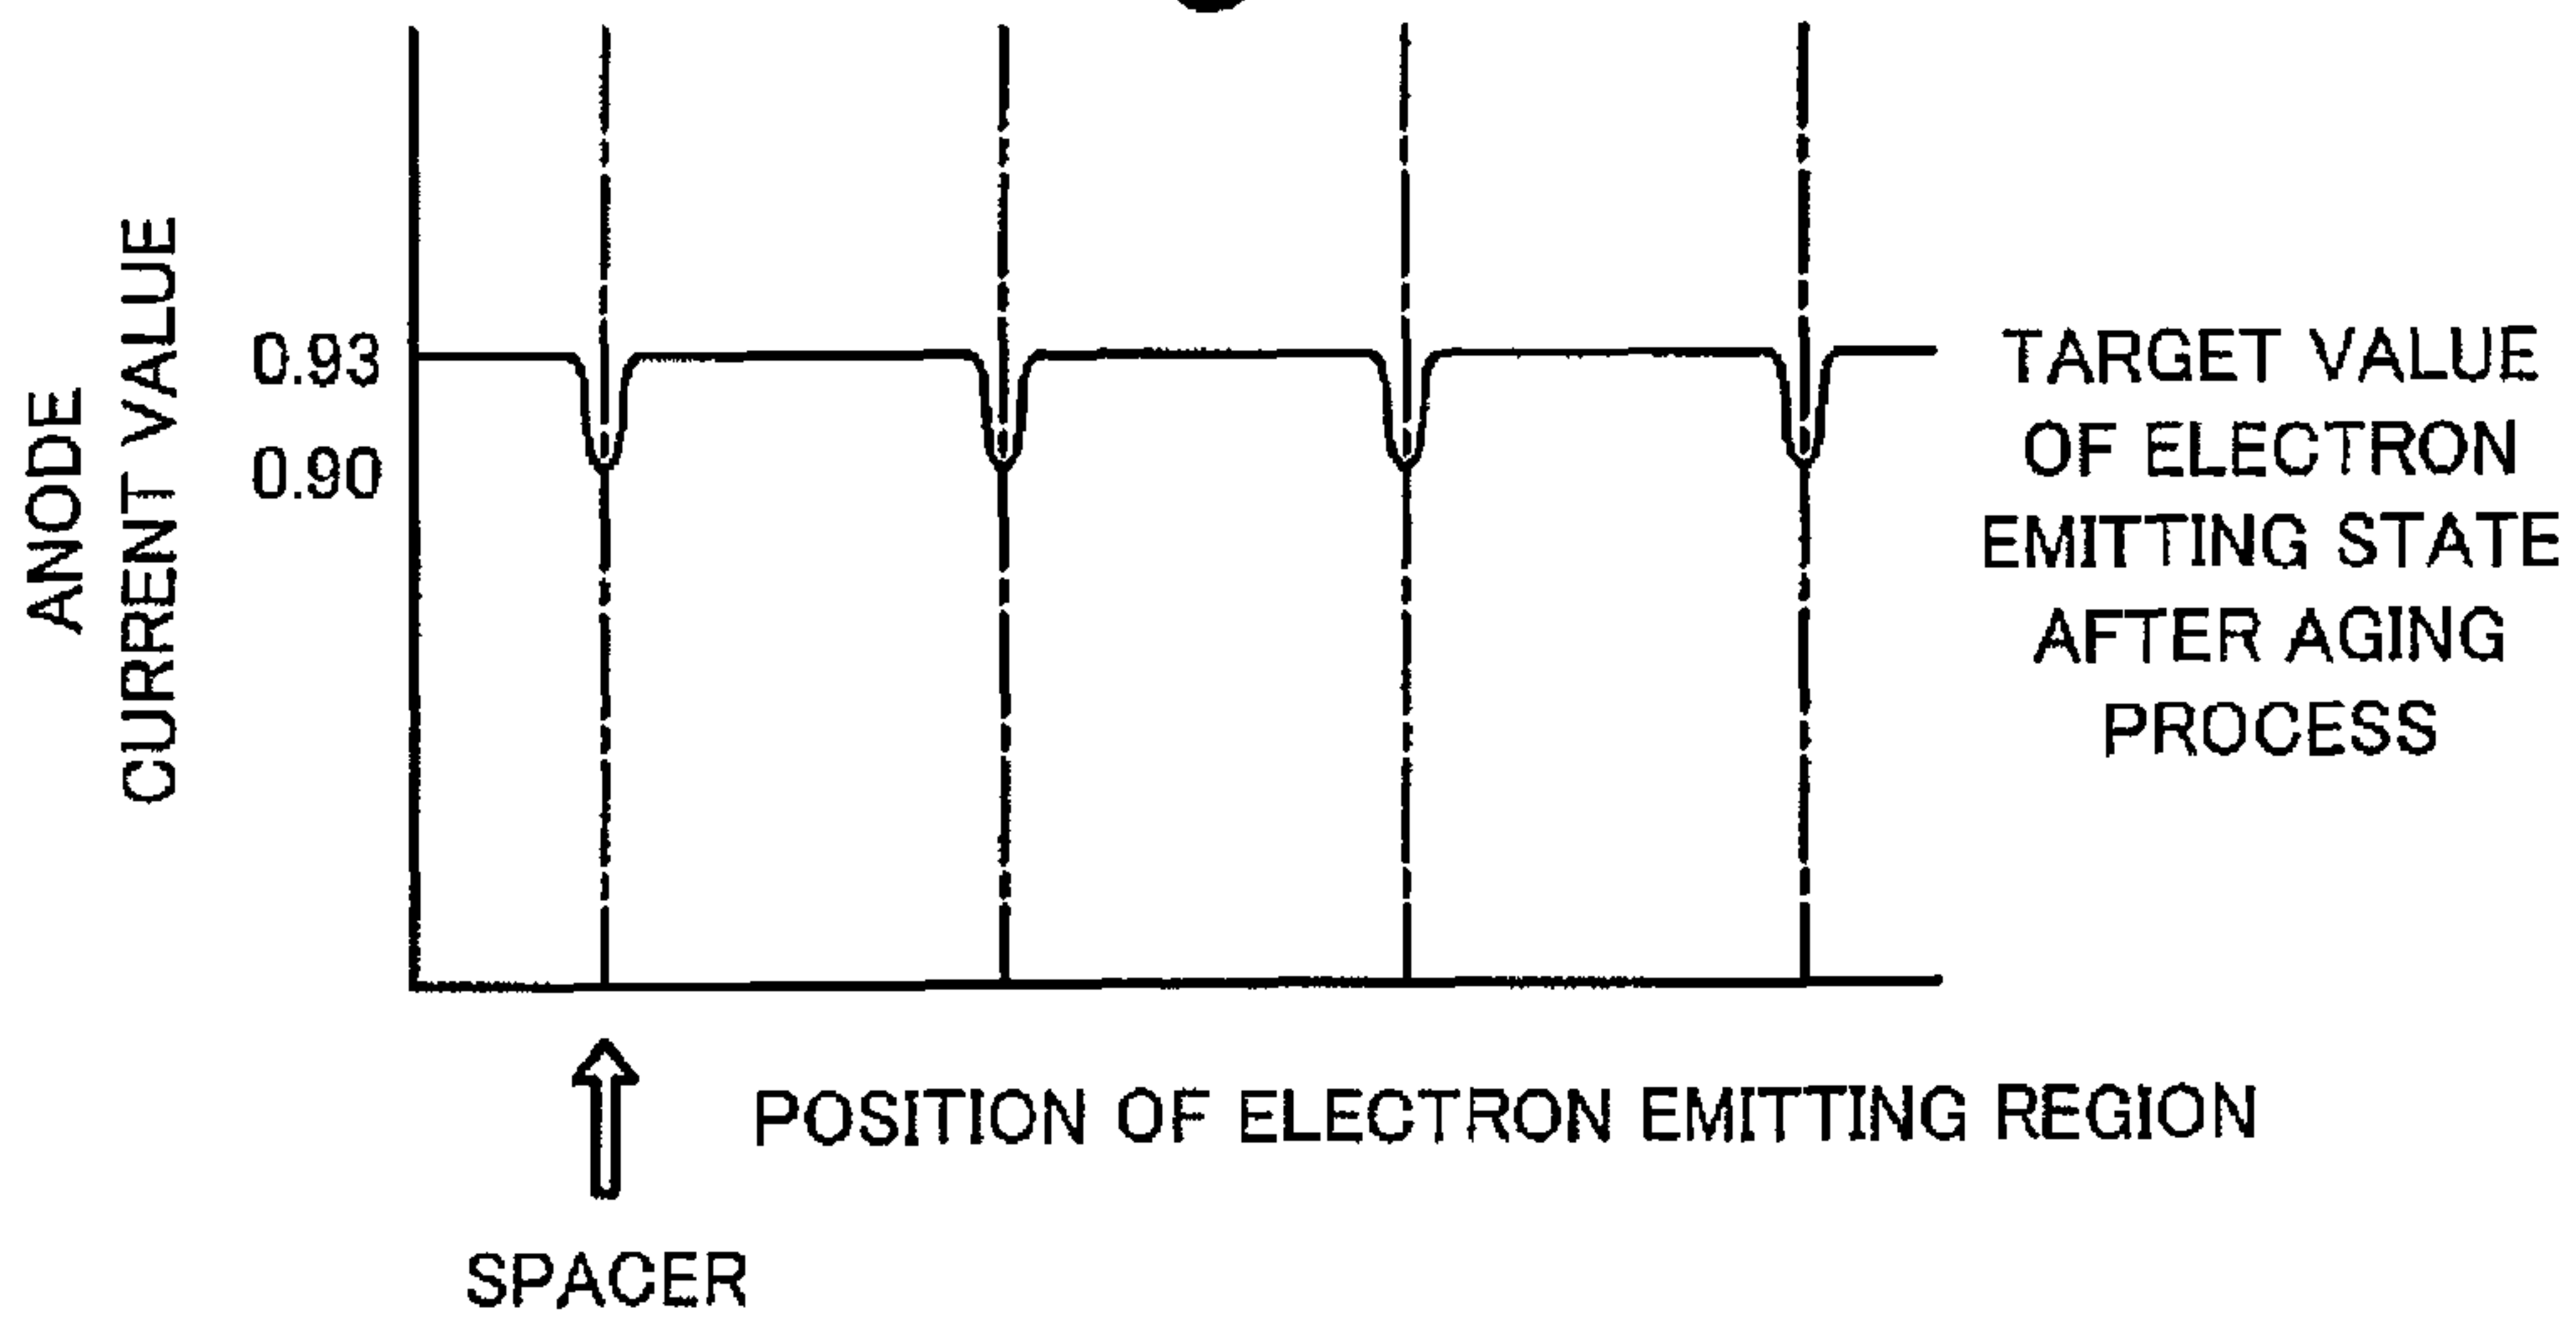 ANODE
CURRENT VALUE
0.93
0.90
TARGET VALUE
OF ELECTRON
EMITTING STATE
AFTER AGING
PROCESS
POSITION OF ELECTRON EMITTING REGION
SPACER